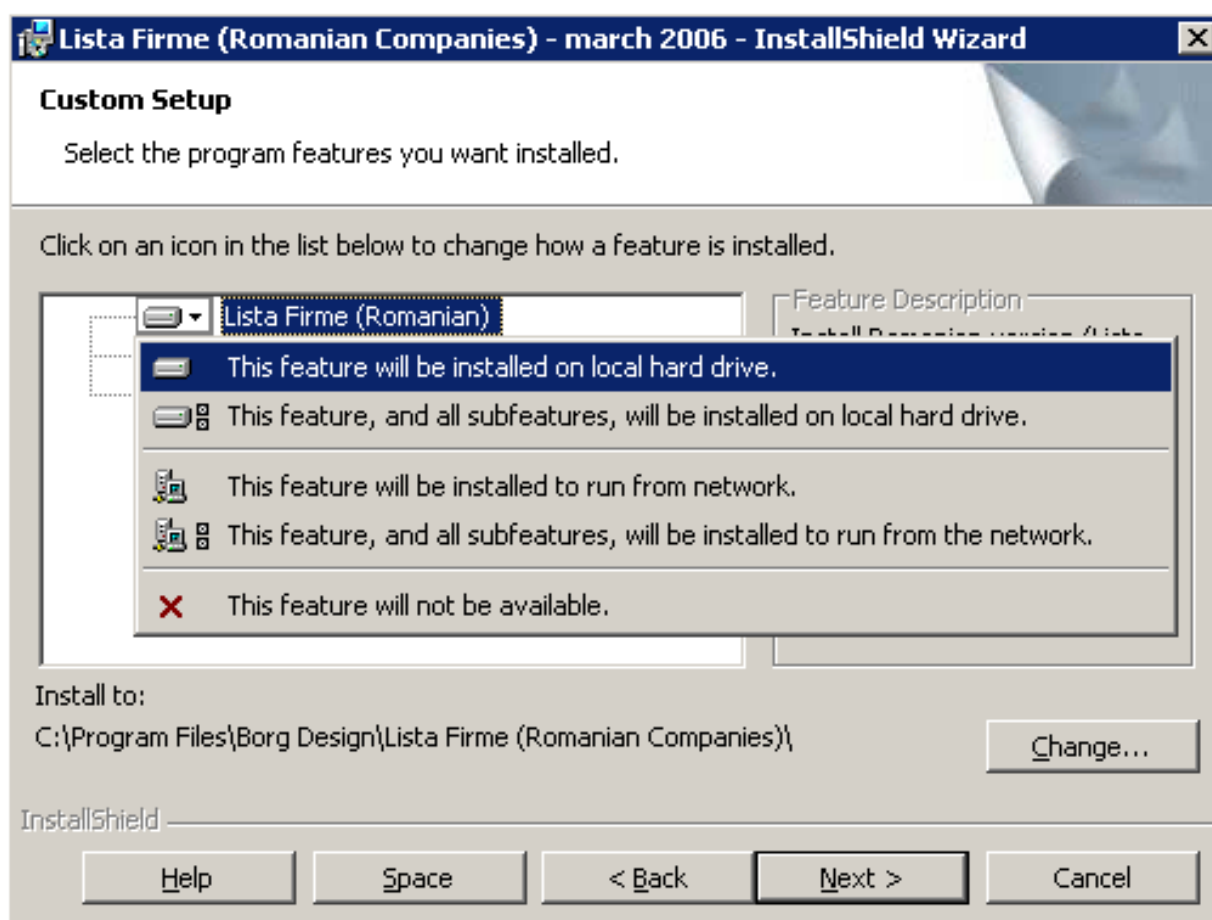 Lista Firme (Romanian Companies) - march 2006 - InstallShield Wizard
Custom Setup
Select the program features you want installed.
Click on an icon in the list below to change how a feature is installed.
Lista Firme (Romanian)
Feature Description
Install Romanian version (Lista
This feature will be installed on local hard drive.
This feature, and all subfeatures, will be installed on local hard drive.
This feature will be installed to run from network.
This feature, and all subfeatures, will be installed to run from the network.
This feature will not be available.
Install to:
C:\Program Files\Borg Design\Lista Firme (Romanian Companies)\
Change...
InstallShield
Help
Space
< Back
Next >
Cancel